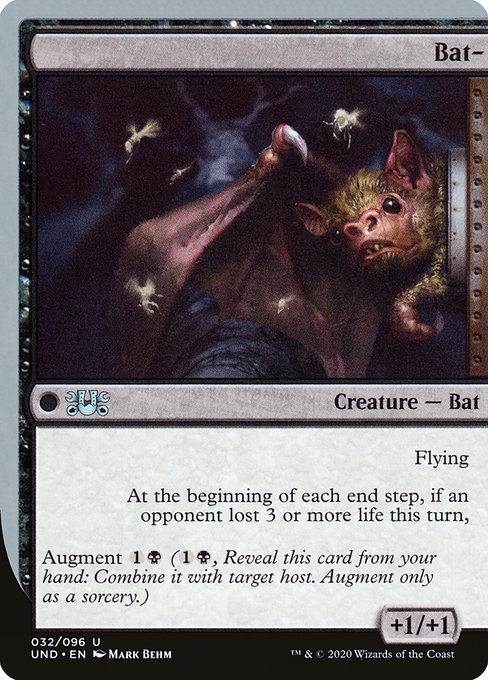 Bat-
Creature — Bat
Flying
At the beginning of each end step, if an
opponent lost 3 or more life this turn,
Augment 1 (1, Reveal this card from your
hand: Combine it with target host. Augment only
as a sorcery.)
+1/+1
032/096 U
UND • EN Mark Behm
™ & © 2020 Wizards of the Coast